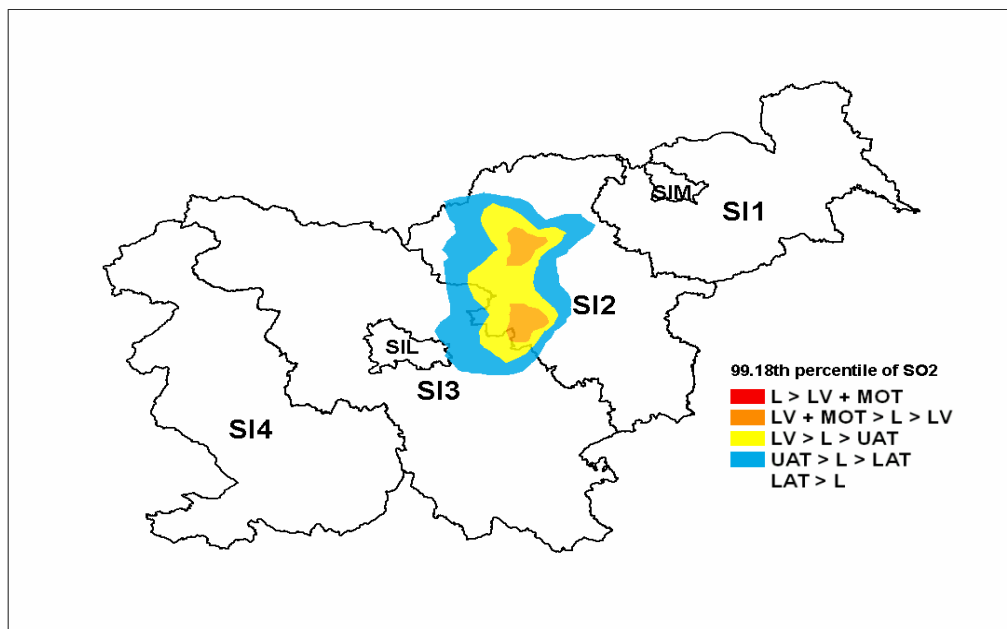 SIM
SI1
SI2
SIL
SI3
SI4
99.18th percentile of SO2
L > LV + MOT
LV + MOT > L > LV
LV > L > UAT
UAT > L > LAT
LAT > L